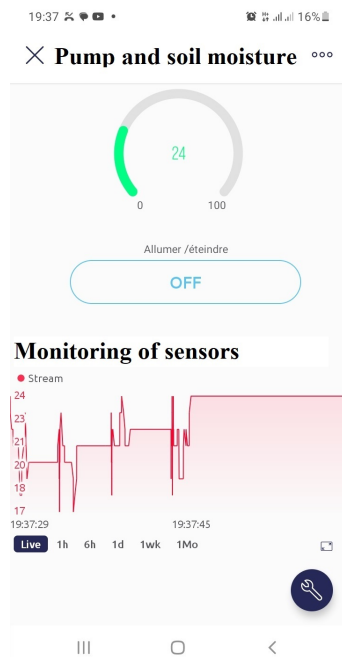 19:37
16%
Pump and soil moisture
24
0 100
Allumer /éteindre
OFF
Monitoring of sensors
Stream
24
23
21
20
18
17
19:37:29 19:37:45
Live 1h 6h 1d 1wk 1Mo